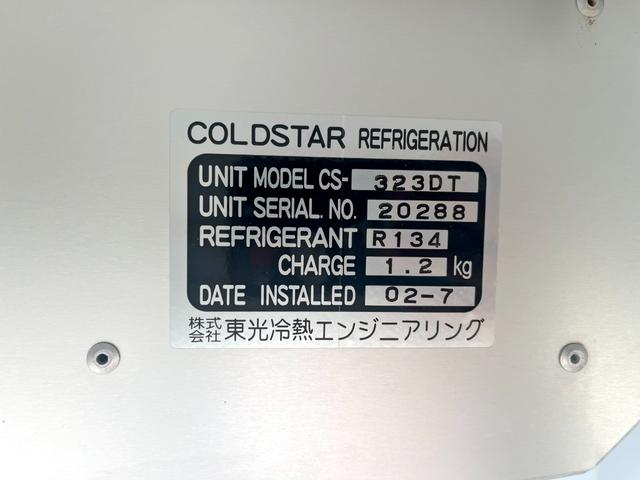 COLDSTAR REFRIGERATION
UNIT MODEL CS- 323DT
UNIT SERIAL. NO. 20288
REFRIGERANT R134
CHARGE 1.2 kg
DATE INSTALLED 02-7
株式会社 東光冷熱エンジニアリング